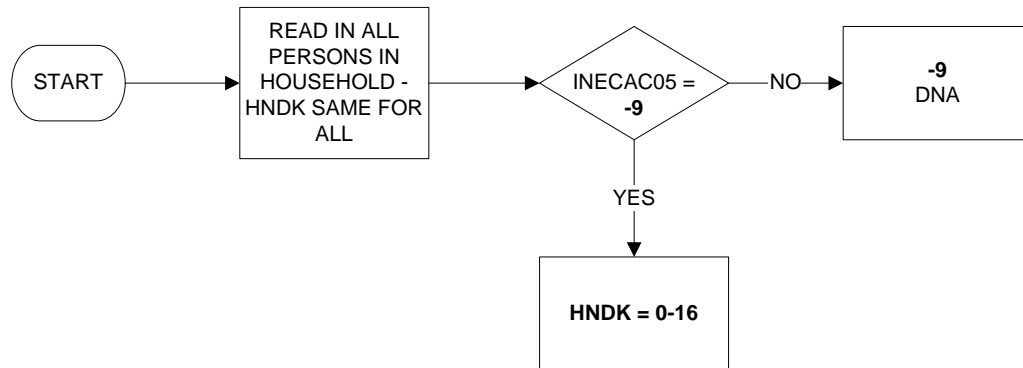 START
READ IN ALL
PERSONS IN
HOUSEHOLD -
HNDK SAME FOR
ALL
INECAC05 =
-9
NO
-9
DNA
YES
HNDK = 0-16